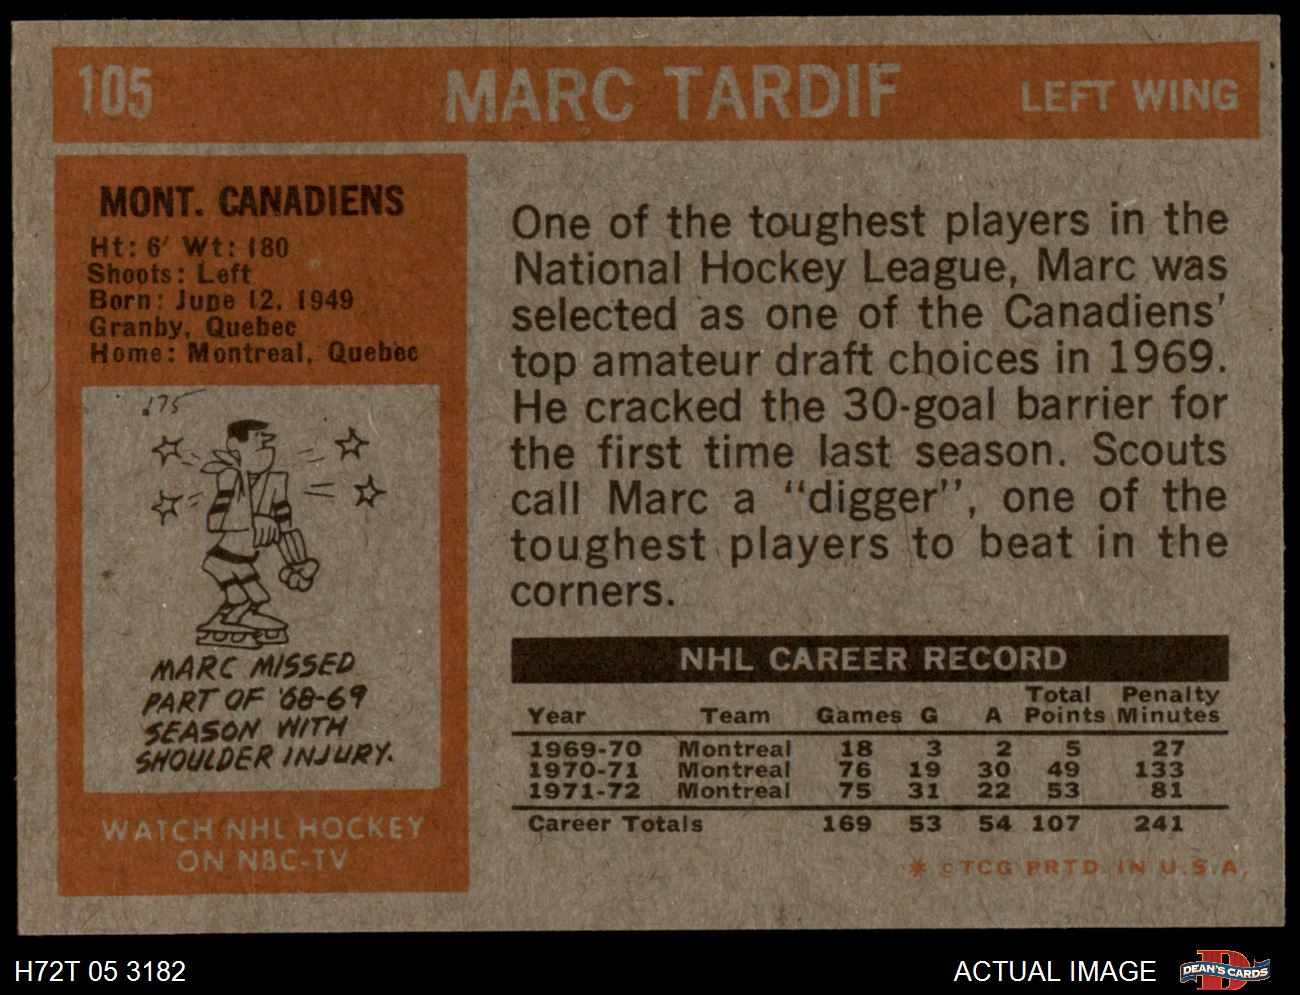 105 MARC TARDIF LEFT WING
MONT. CANADIENS
Ht: 6' Wt: 180
Shoots: Left
Born: June 12, 1949
Granby, Quebec
Home: Montreal, Quebec
.175
MARC MISSED
PART OF '68-69
SEASON WITH
SHOULDER INJURY.
WATCH NHL HOCKEY
ON NBC-TV
One of the toughest players in the
National Hockey League, Marc was
selected as one of the Canadiens'
top amateur draft choices in 1969.
He cracked the 30-goal barrier for
the first time last season. Scouts
call Marc a "digger", one of the
toughest players to beat in the
corners.
NHL CAREER RECORD
Year Team Games G A Total Points Penalty Minutes
1969-70 Montreal 18 3 2 5 27
1970-71 Montreal 76 19 30 49 133
1971-72 Montreal 75 31 22 53 81
Career Totals 169 53 54 107 241
* © TCG PRTD. IN U.S.A.
H72T 05 3182
ACTUAL IMAGE
D
DEAN'S CARDS